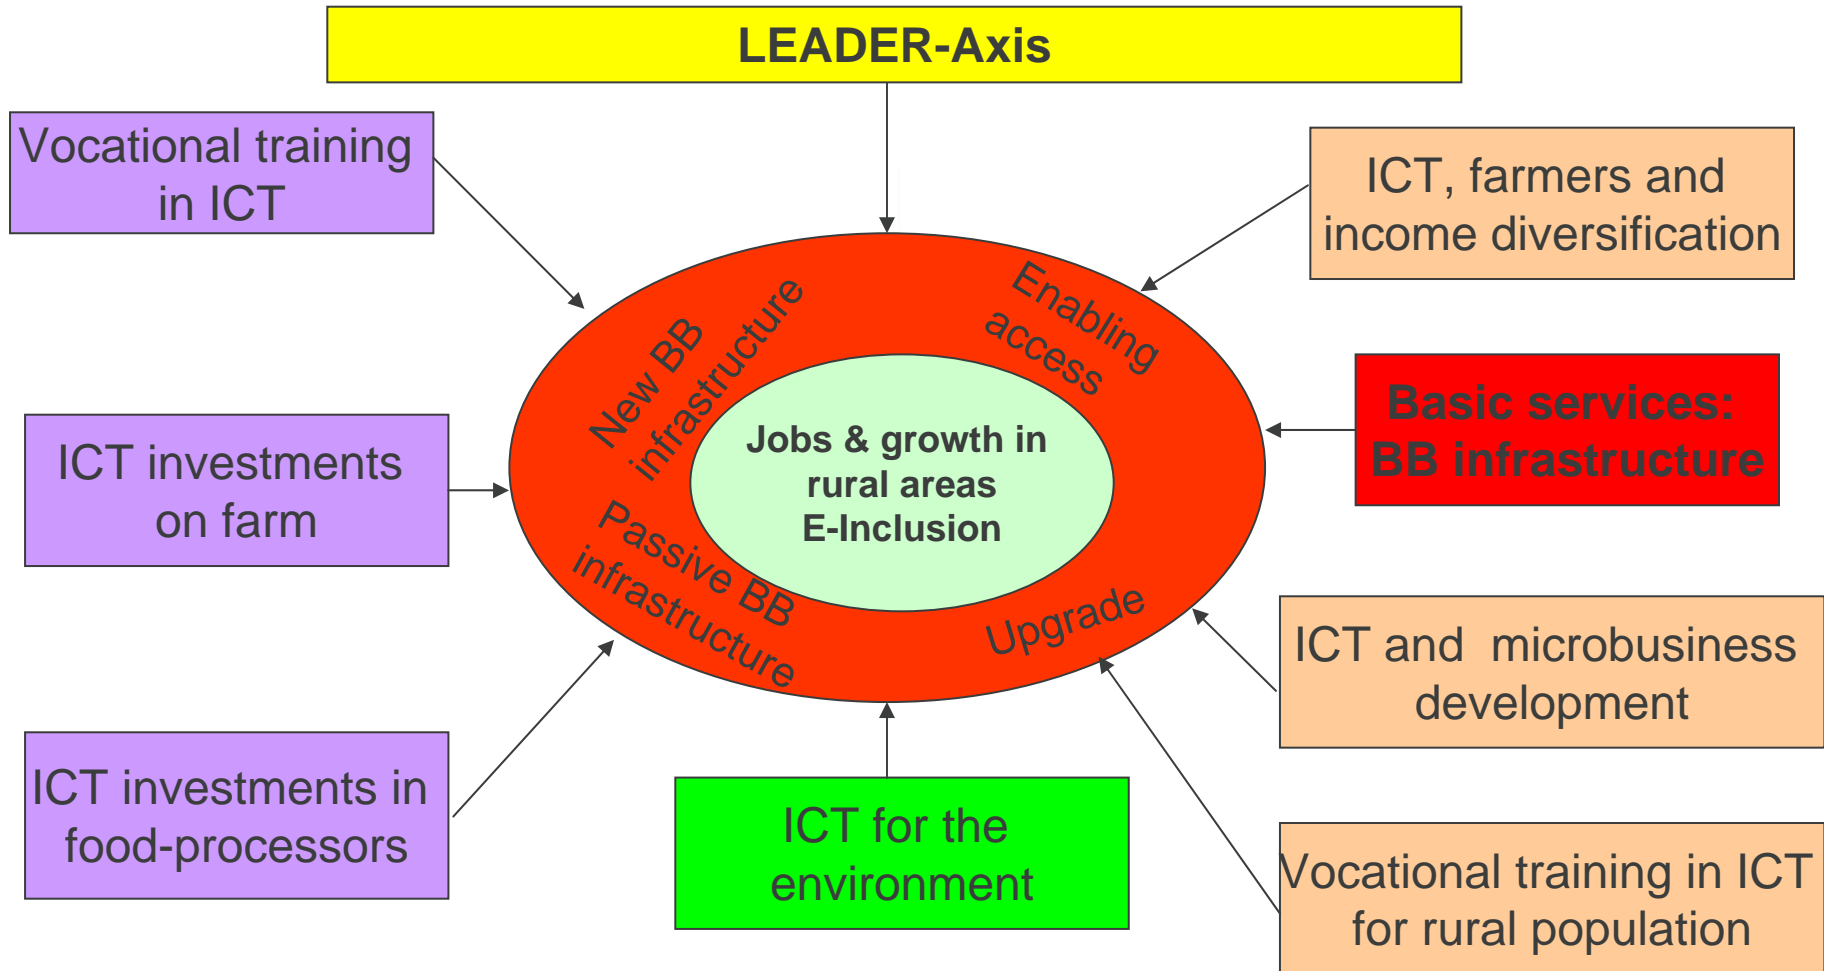 LEADER-Axis
Vocational training
in ICT
ICT, farmers and
income diversification
New BB
infrastructure
Enabling
access
Basic services:
BB infrastructure
ICT investments
on farm
Jobs & growth in
rural areas
E-Inclusion
Passive BB
infrastructure
Upgrade
ICT and microbusiness
development
ICT investments in
food-processors
ICT for the
environment
Vocational training in ICT
for rural population